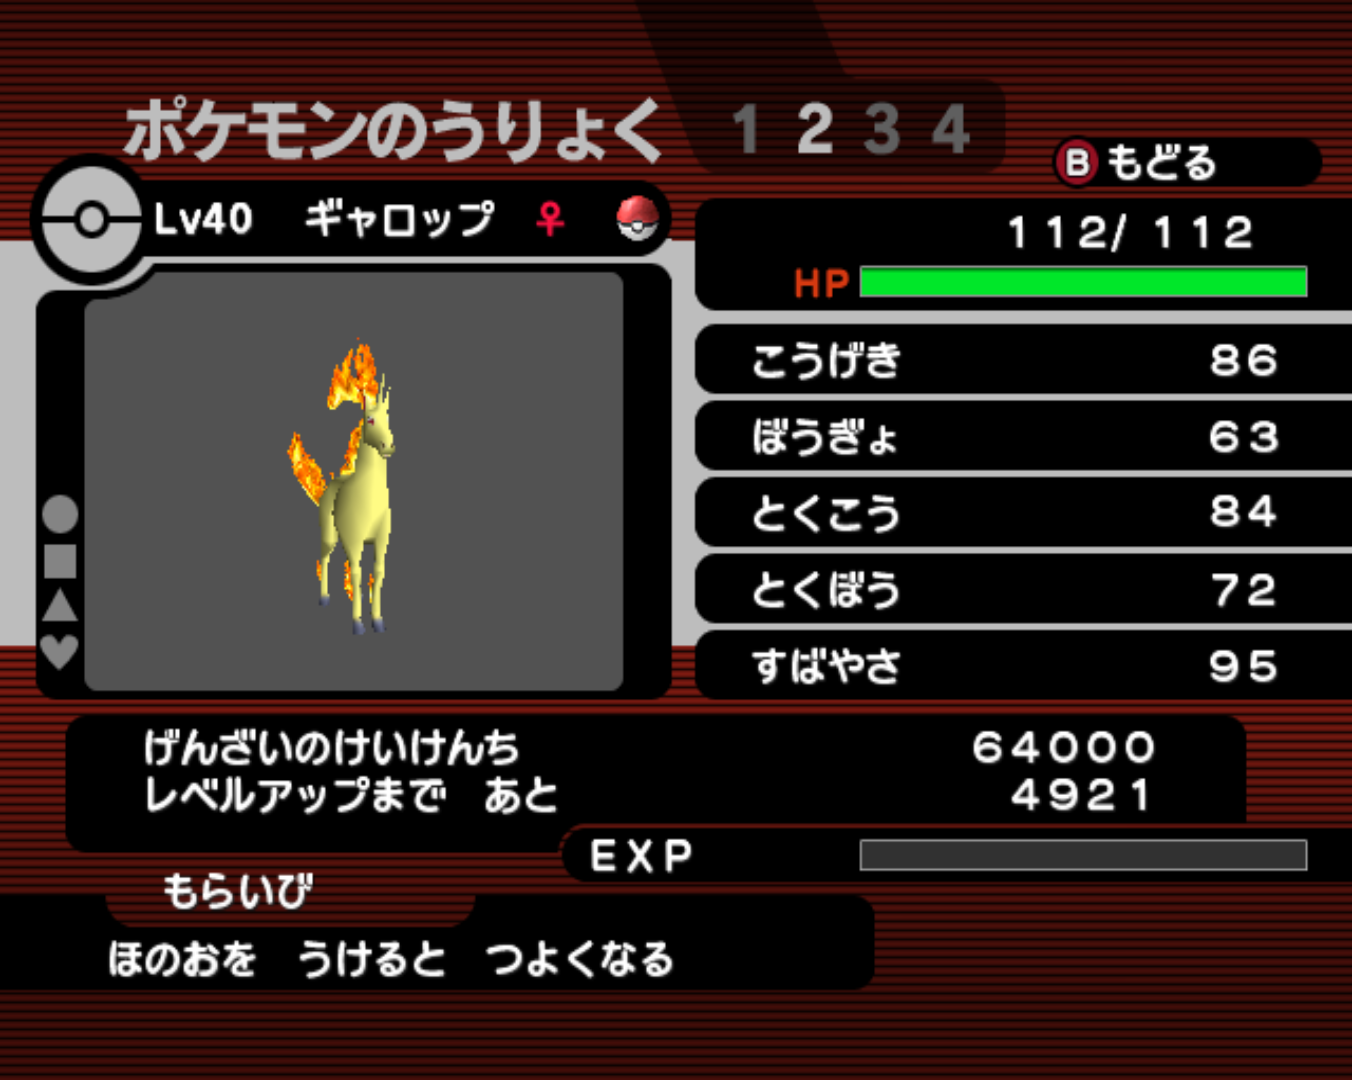 ポケモンのうりょく 1 2 3 4
B もどる
Lv40 ギャロップ ♀
112/ 112
HP
こうげき 86
ぼうぎょ 63
とくこう 84
とくぼう 72
すばやさ 95
げんざいのけいけんち 64000
レベルアップまで あと 4921
EXP
もらいび
ほのおを うけると つよくなる